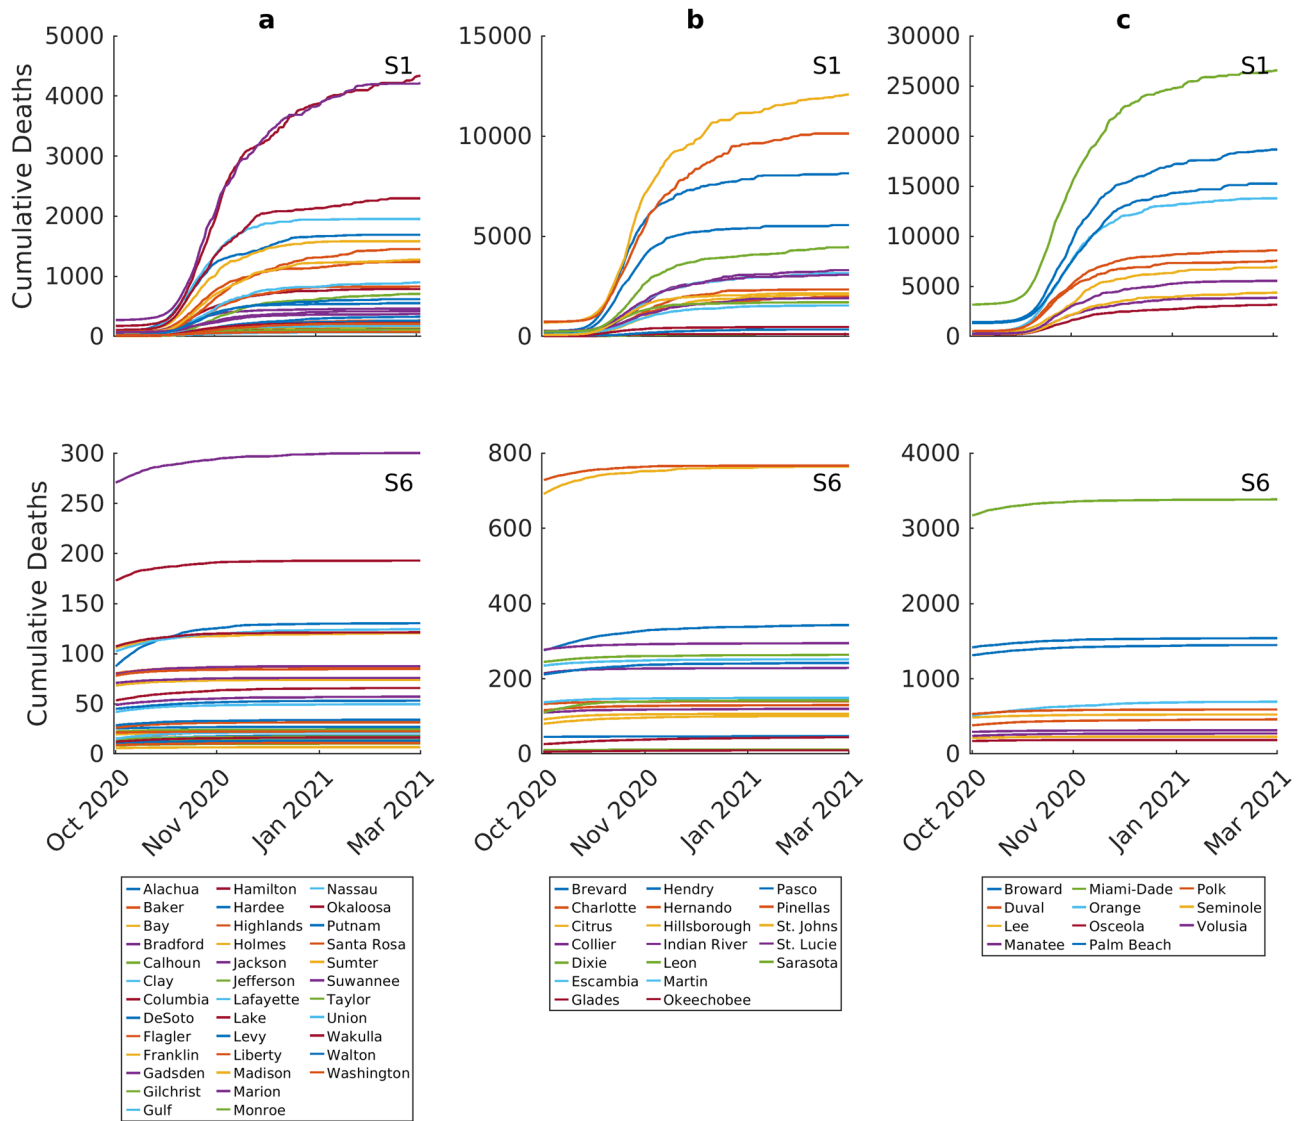 a b c
5000 15000 30000
S1 S1 S1
25000
4000
10000 20000
3000
15000
2000
5000 10000
1000
5000
0 0 0
Cumulative Deaths
300 800 4000
S6 S6 S6
250
600 3000
200
150 400 2000
100
200 1000
50
0 0 0
Cumulative Deaths
Oct 2020 Nov 2020 Jan 2021 Mar 2021 Oct 2020 Nov 2020 Jan 2021 Mar 2021 Oct 2020 Nov 2020 Jan 2021 Mar 2021
Alachua Hamilton Nassau
Baker Hardee Okaloosa
Bay Highlands Putnam
Bradford Holmes Santa Rosa
Calhoun Jackson Sumter
Clay Jefferson Suwannee
Columbia Lafayette Taylor
DeSoto Lake Union
Flagler Levy Wakulla
Franklin Liberty Walton
Gadsden Madison Washington
Gilchrist Marion
Gulf Monroe
Brevard Hendry Pasco
Charlotte Hernando Pinellas
Citrus Hillsborough St. Johns
Collier Indian River St. Lucie
Dixie Leon Sarasota
Escambia Martin
Glades Okeechobee
Broward Miami-Dade Polk
Duval Orange Seminole
Lee Osceola Volusia
Manatee Palm Beach